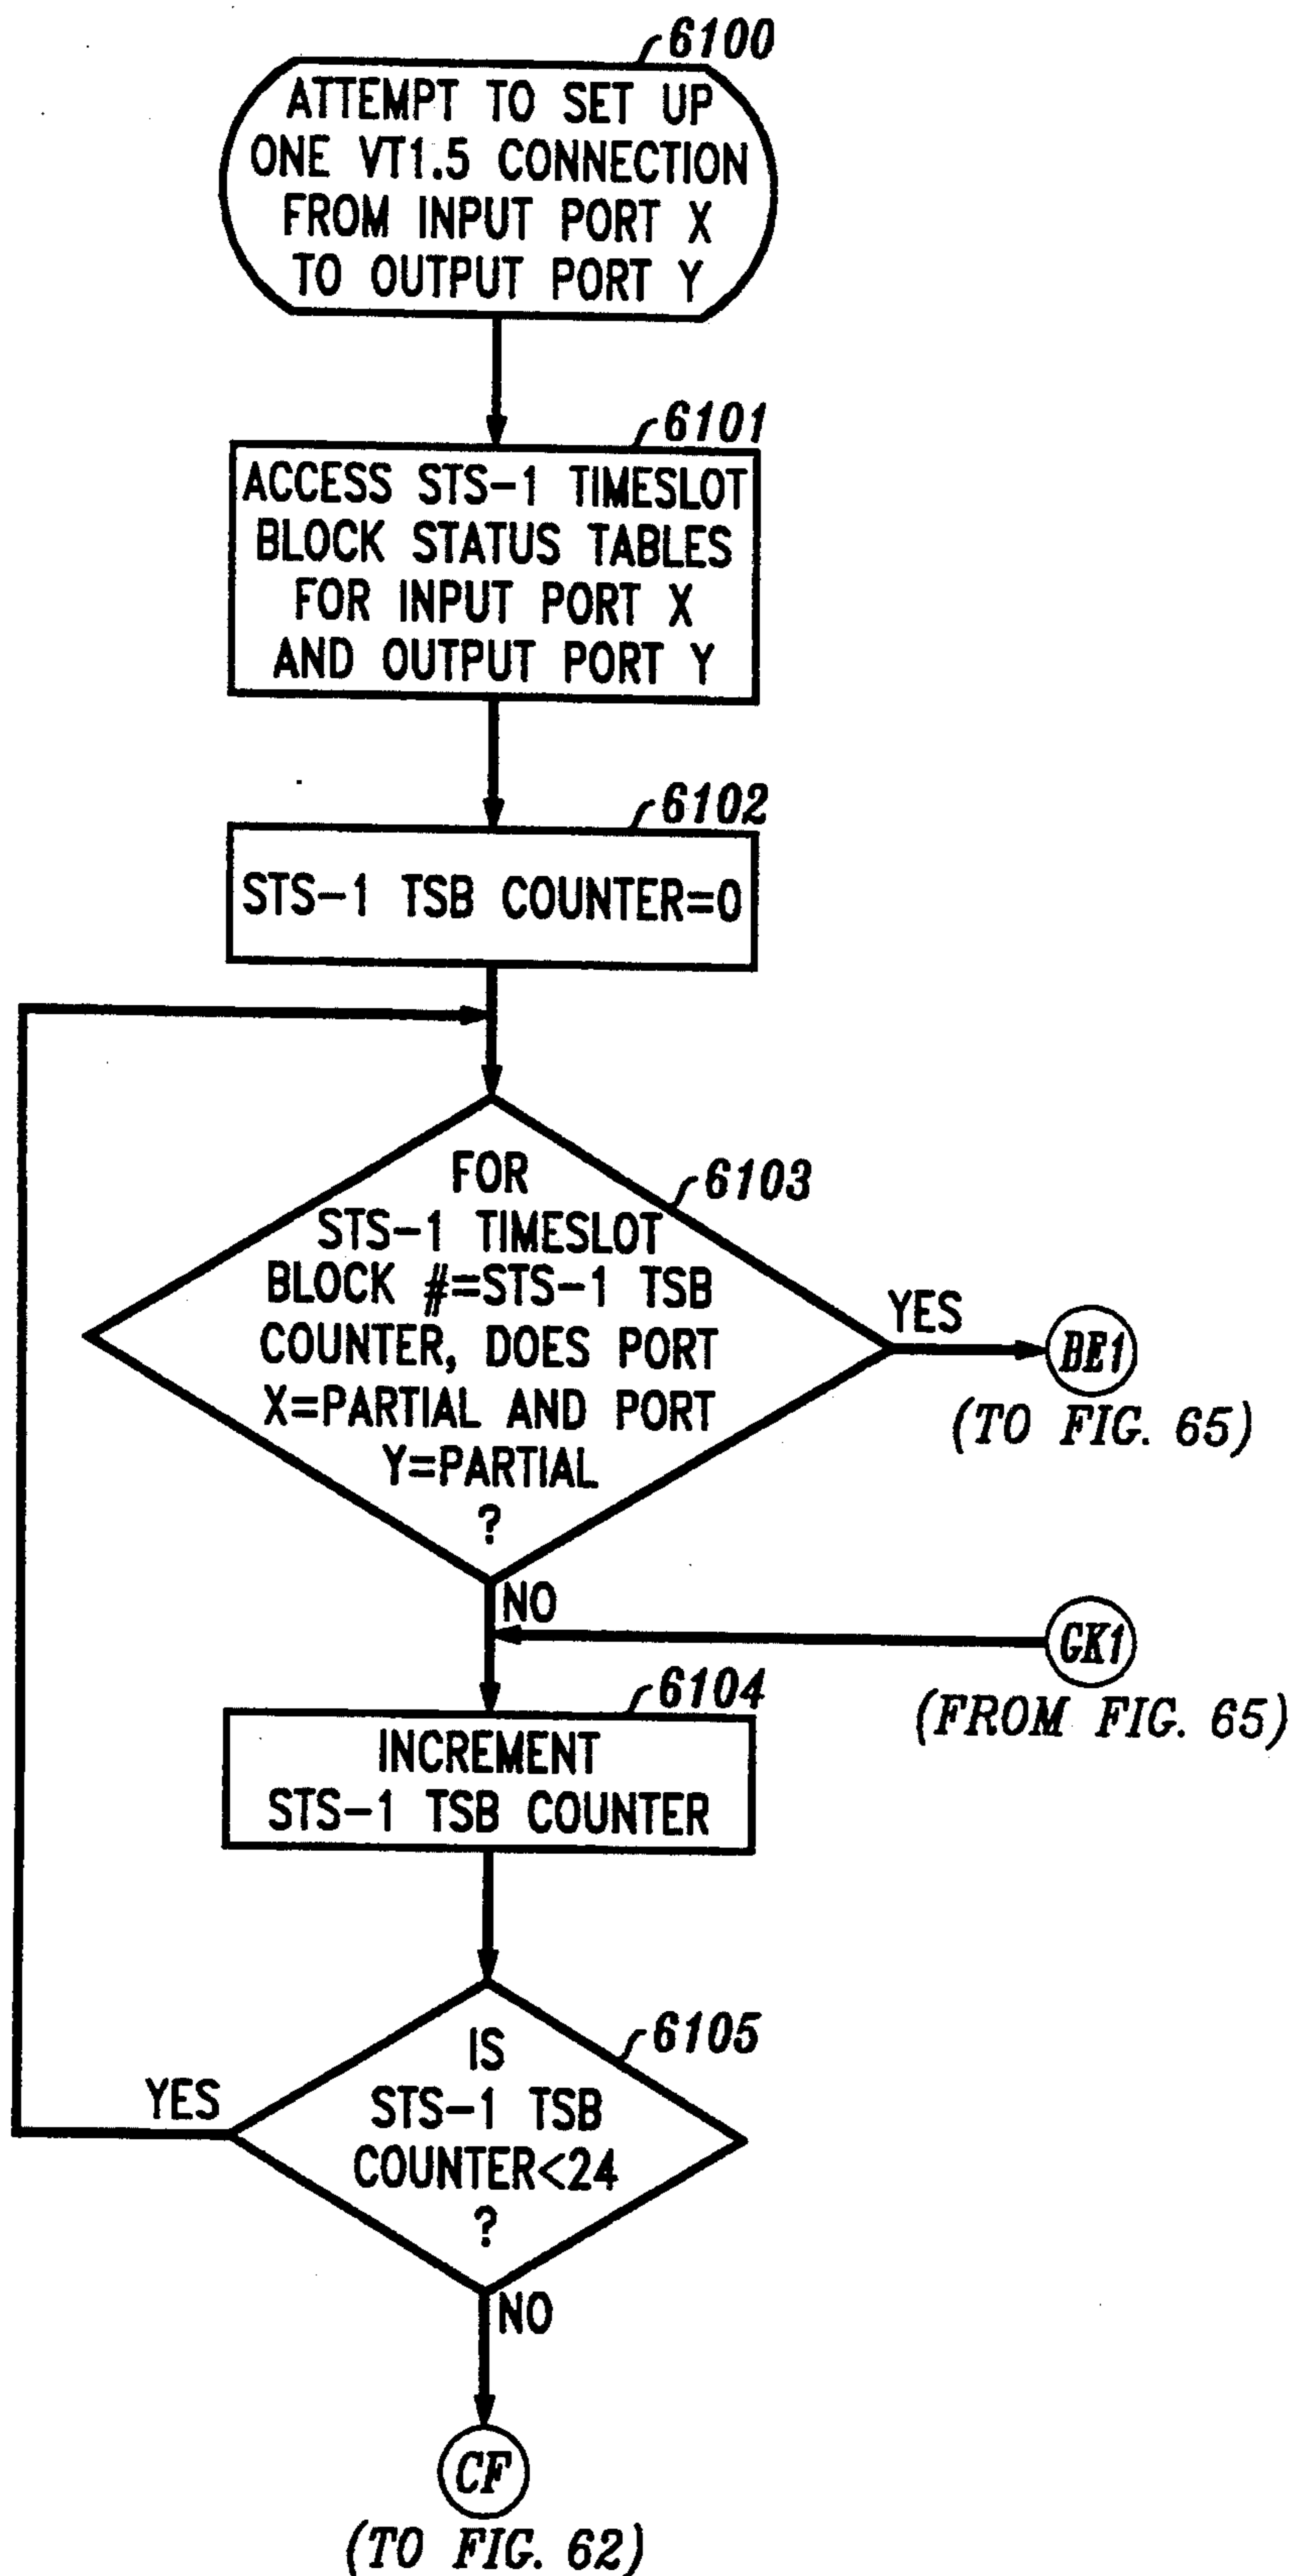 6100
ATTEMPT TO SET UP
ONE VT1.5 CONNECTION
FROM INPUT PORT X
TO OUTPUT PORT Y
6101
ACCESS STS-1 TIMESLOT
BLOCK STATUS TABLES
FOR INPUT PORT X
AND OUTPUT PORT Y
6102
STS-1 TSB COUNTER=0
6103
FOR
STS-1 TIMESLOT
BLOCK #=STS-1 TSB
COUNTER, DOES PORT
X=PARTIAL AND PORT
Y=PARTIAL
?
YES
BE1
(TO FIG. 65)
NO
GK1
(FROM FIG. 65)
6104
INCREMENT
STS-1 TSB COUNTER
6105
IS
STS-1 TSB
COUNTER<24
?
YES
NO
CF
(TO FIG. 62)